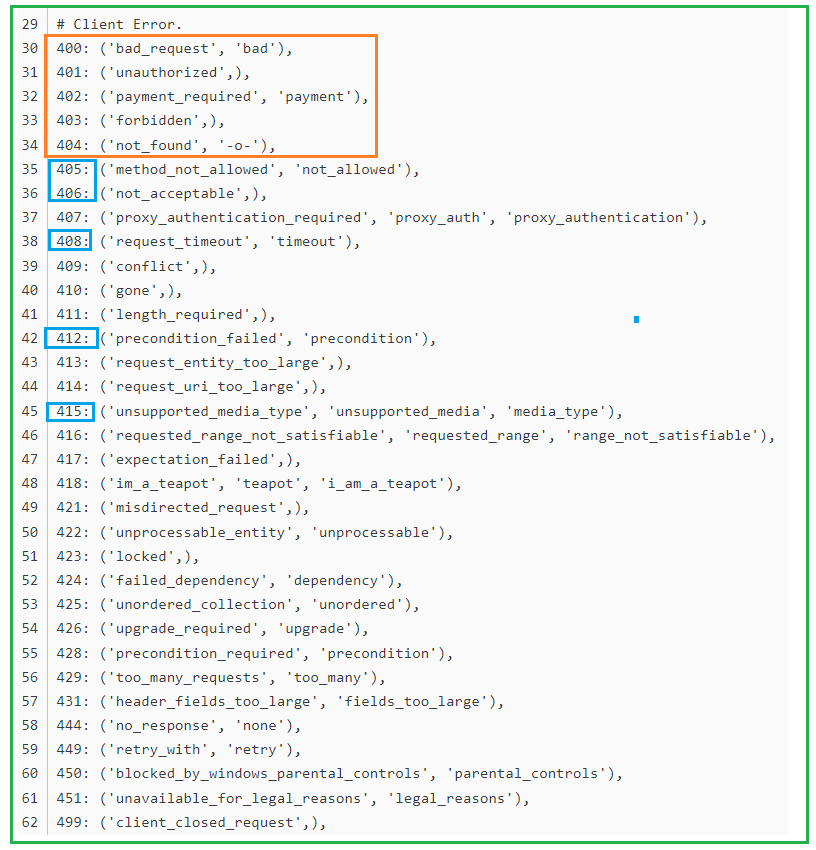 29 # Client Error.
30 400: ('bad_request', 'bad'),
31 401: ('unauthorized',),
32 402: ('payment_required', 'payment'),
33 403: ('forbidden',),
34 404: ('not_found', '-o-'),
35 405: ('method_not_allowed', 'not_allowed'),
36 406: ('not_acceptable',),
37 407: ('proxy_authentication_required', 'proxy_auth', 'proxy_authentication'),
38 408: ('request_timeout', 'timeout'),
39 409: ('conflict',),
40 410: ('gone',),
41 411: ('length_required',),
42 412: ('precondition_failed', 'precondition'),
43 413: ('request_entity_too_large',),
44 414: ('request_uri_too_large',),
45 415: ('unsupported_media_type', 'unsupported_media', 'media_type'),
46 416: ('requested_range_not_satisfiable', 'requested_range', 'range_not_satisfiable'),
47 417: ('expectation_failed',),
48 418: ('im_a_teapot', 'teapot', 'i_am_a_teapot'),
49 421: ('misdirected_request',),
50 422: ('unprocessable_entity', 'unprocessable'),
51 423: ('locked',),
52 424: ('failed_dependency', 'dependency'),
53 425: ('unordered_collection', 'unordered'),
54 426: ('upgrade_required', 'upgrade'),
55 428: ('precondition_required', 'precondition'),
56 429: ('too_many_requests', 'too_many'),
57 431: ('header_fields_too_large', 'fields_too_large'),
58 444: ('no_response', 'none'),
59 449: ('retry_with', 'retry'),
60 450: ('blocked_by_windows_parental_controls', 'parental_controls'),
61 451: ('unavailable_for_legal_reasons', 'legal_reasons'),
62 499: ('client_closed_request',),